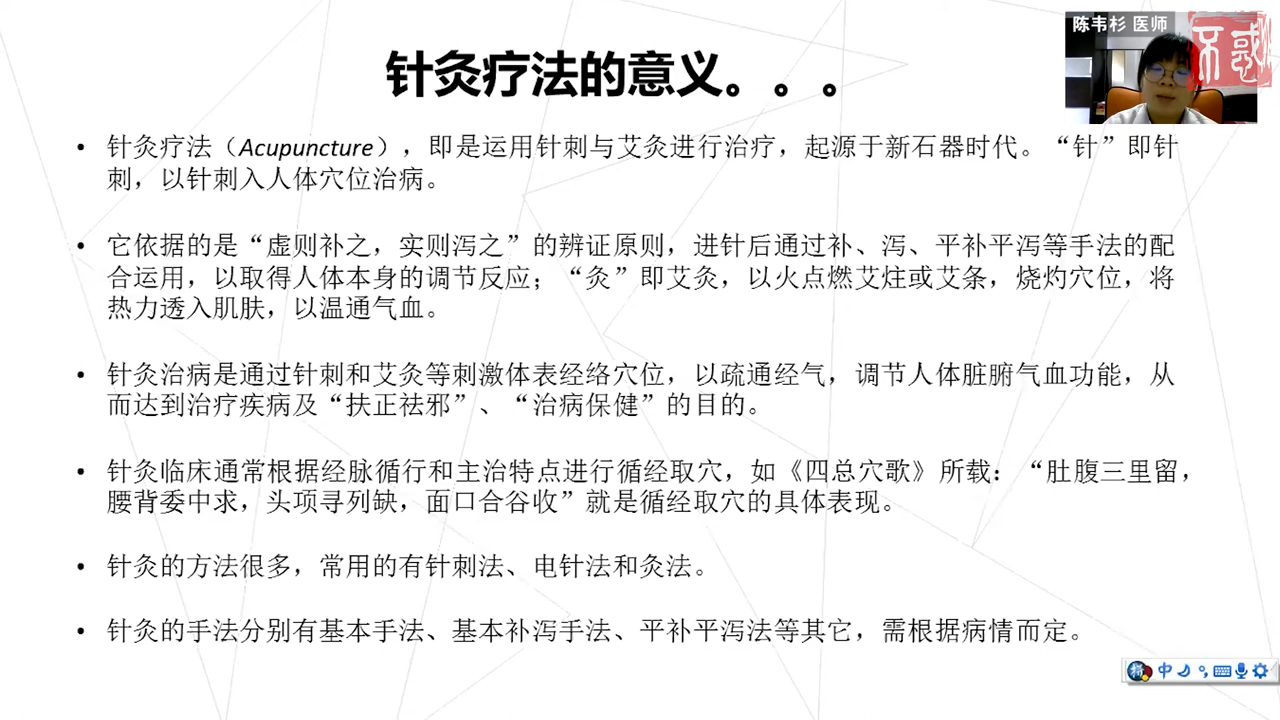 陈韦杉 医师
不惑
针灸疗法的意义。。。
• 针灸疗法（Acupuncture），即是运用针刺与艾灸进行治疗，起源于新石器时代。“针”即针
刺，以针刺入人体穴位治病。
• 它依据的是“虚则补之，实则泻之”的辨证原则，进针后通过补、泻、平补平泻等手法的配
合运用，以取得人体本身的调节反应；“灸”即艾灸，以火点燃艾炷或艾条，烧灼穴位，将
热力透入肌肤，以温通气血。
• 针灸治病是通过针刺和艾灸等刺激体表经络穴位，以疏通经气，调节人体脏腑气血功能，从
而达到治疗疾病及“扶正祛邪”、“治病保健”的目的。
• 针灸临床通常根据经脉循行和主治特点进行循经取穴，如《四总穴歌》所载：“肚腹三里留，
腰背委中求，头项寻列缺，面口合谷收”就是循经取穴的具体表现。
• 针灸的方法很多，常用的有针刺法、电针法和灸法。
• 针灸的手法分别有基本手法、基本补泻手法、平补平泻法等其它，需根据病情而定。
中